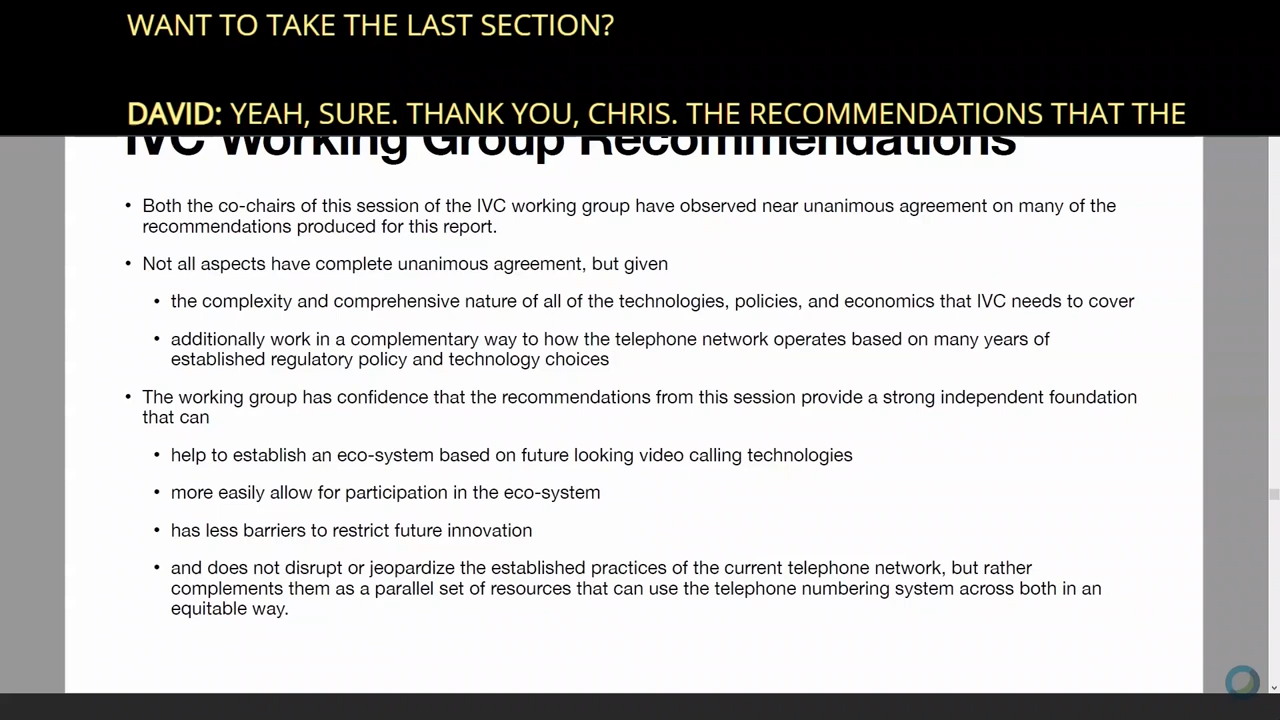 WANT TO TAKE THE LAST SECTION?
DAVID: YEAH, SURE. THANK YOU, CHRIS. THE RECOMMENDATIONS THAT THE
IVC Working Group Recommendations
• Both the co-chairs of this session of the IVC working group have observed near unanimous agreement on many of the
recommendations produced for this report.
• Not all aspects have complete unanimous agreement, but given
• the complexity and comprehensive nature of all of the technologies, policies, and economics that IVC needs to cover
• additionally work in a complementary way to how the telephone network operates based on many years of
established regulatory policy and technology choices
• The working group has confidence that the recommendations from this session provide a strong independent foundation
that can
• help to establish an eco-system based on future looking video calling technologies
• more easily allow for participation in the eco-system
• has less barriers to restrict future innovation
• and does not disrupt or jeopardize the established practices of the current telephone network, but rather
complements them as a parallel set of resources that can use the telephone numbering system across both in an
equitable way.